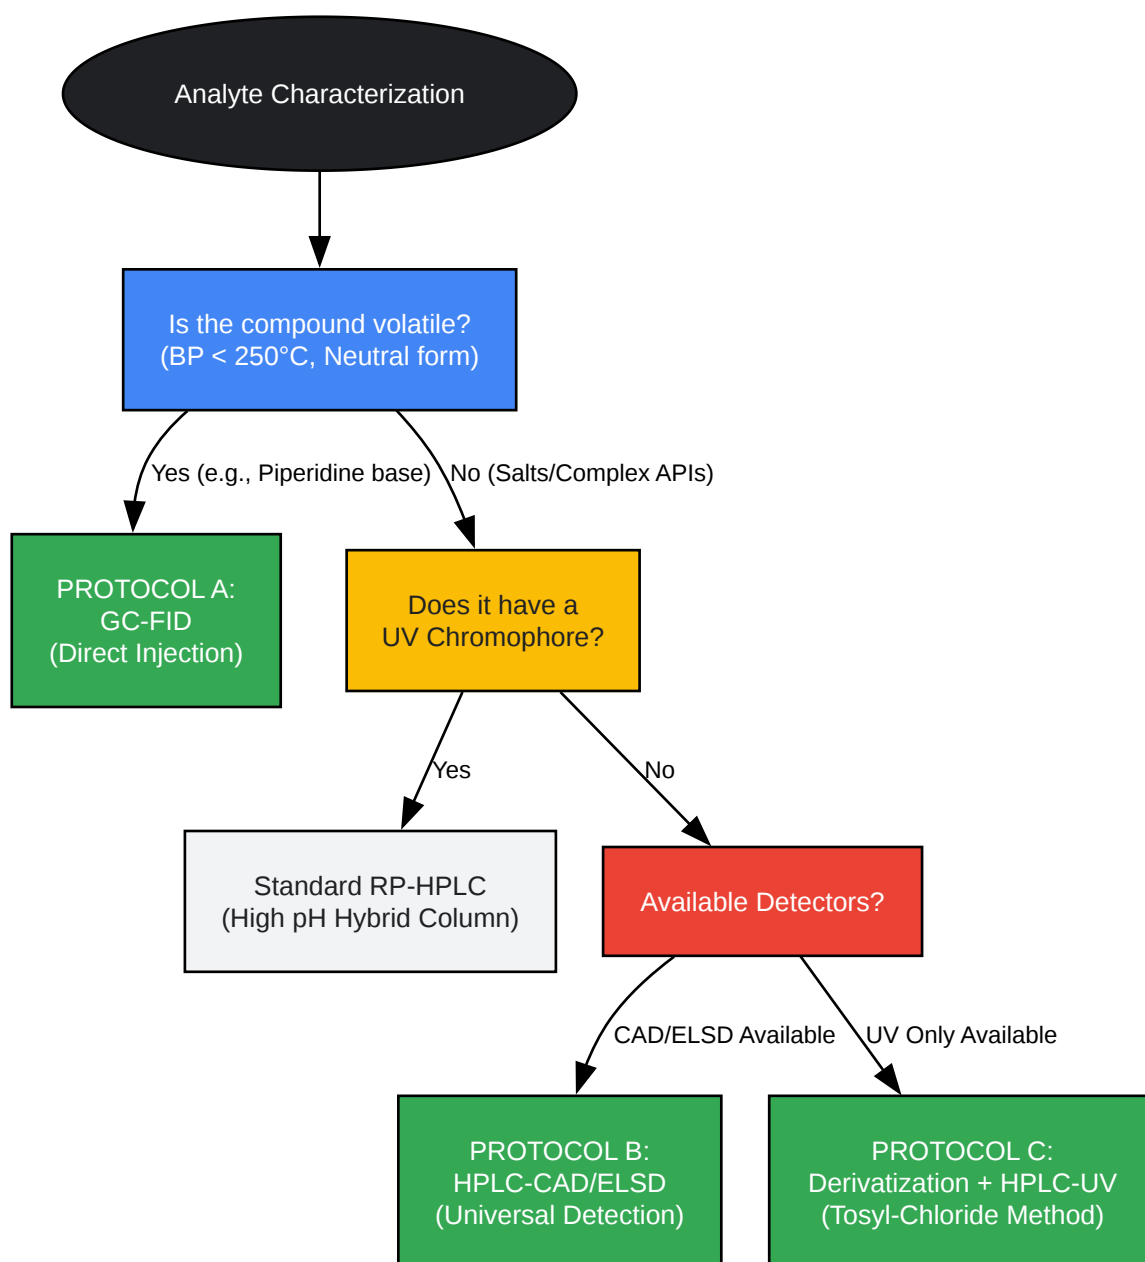 Analyte Characterization
Is the compound volatile?
(BP < 250°C, Neutral form)
Yes (e.g., Piperidine base)
No (Salts/Complex APIs)
PROTOCOL A:
GC-FID
(Direct Injection)
Does it have a
UV Chromophore?
Yes
No
Standard RP-HPLC
(High pH Hybrid Column)
Available Detectors?
CAD/ELSD Available
UV Only Available
PROTOCOL B:
HPLC-CAD/ELSD
(Universal Detection)
PROTOCOL C:
Derivatization + HPLC-UV
(Tosyl-Chloride Method)